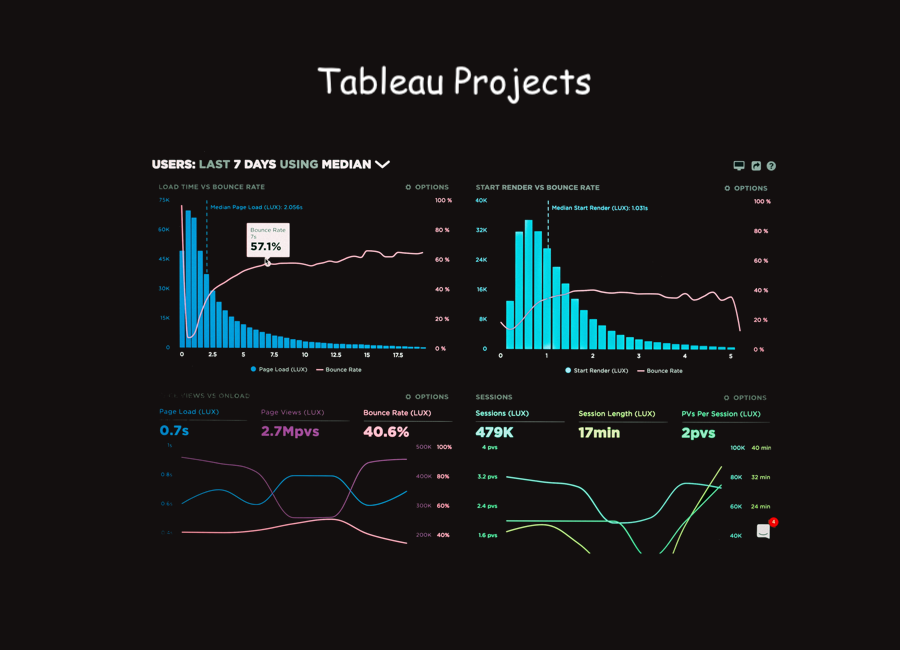 Tableau Projects
USERS: LAST 7 DAYS USING MEDIAN
LOAD TIME VS BOUNCE RATE
OPTIONS
75K
60K
45K
30K
15K
0
100 %
80 %
60 %
40 %
20 %
0 %
Median Page Load (LUX): 2.056s
Bounce Rate
7s
57.1%
0 2.5 5 7.5 10 12.5 15 17.5
Page Load (LUX) Bounce Rate
START RENDER VS BOUNCE RATE
OPTIONS
40K
32K
24K
16K
8K
0
100 %
80 %
60 %
40 %
20 %
0 %
Median Start Render (LUX): 1.031s
0 1 2 3 4 5
Start Render (LUX) Bounce Rate
VS ONLOAD
OPTIONS
Page Load (LUX) Page Views (LUX) Bounce Rate (LUX)
0.7s 2.7Mpvs 40.6%
1s
0.8s
0.6s
0.4s
500K 100%
400K 80%
300K 60%
200K 40%
SESSIONS
OPTIONS
Sessions (LUX) Session Length (LUX) PVs Per Session (LUX)
479K 17min 2pvs
4 pvs
3.2 pvs
2.4 pvs
1.6 pvs
100K 40 min
80K 32 min
60K 24 min
40K
4